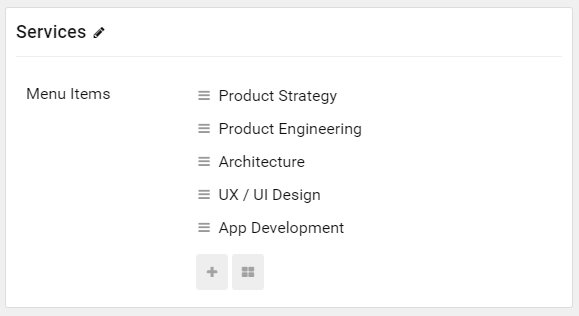 Services
Menu Items
Product Strategy
Product Engineering
Architecture
UX / UI Design
App Development